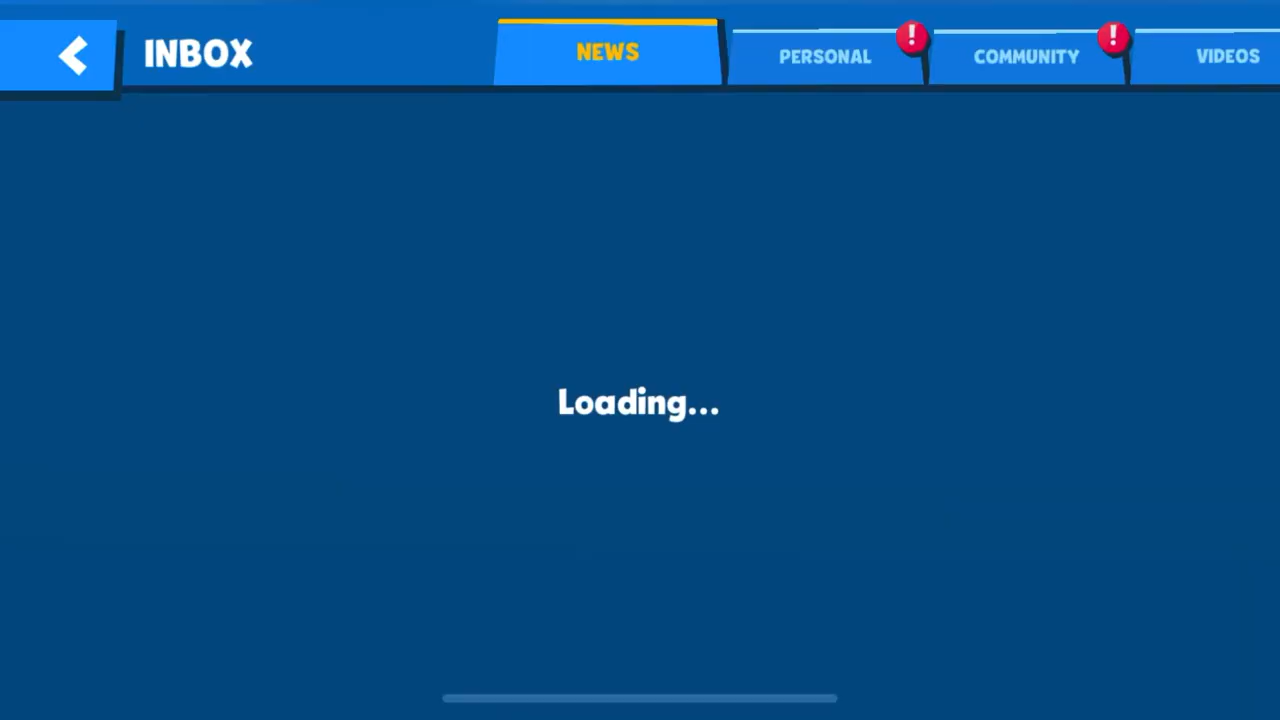 INBOX
NEWS
PERSONAL
!
COMMUNITY
!
VIDEOS
Loading...